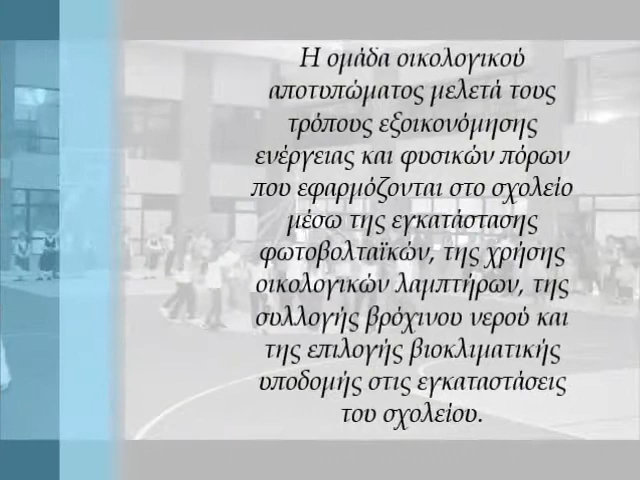 Η ομάδα οικολογικού
αποτυπώματος μελετά τους
τρόπους εξοικονόμησης
ενέργειας και φυσικών πόρων
που εφαρμόζονται στο σχολείο
μέσω της εγκατάστασης
φωτοβολταϊκών, της χρήσης
οικολογικών λαμπτήρων, της
συλλογής βρόχινου νερού και
της επιλογής βιοκλιματικής
υποδομής στις εγκαταστάσεις
του σχολείου.